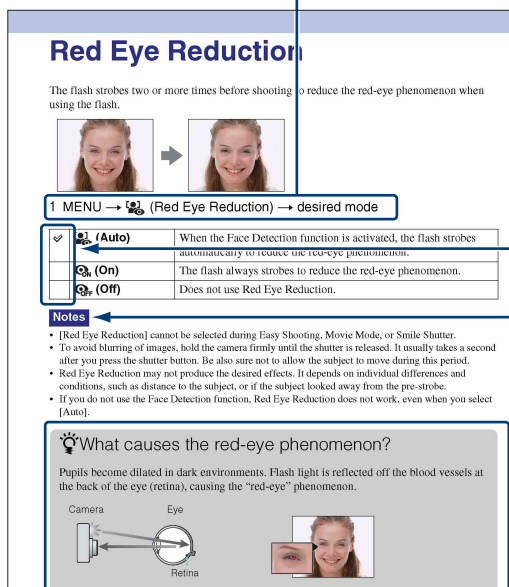 Red Eye Reduction
The flash strobes two or more times before shooting to reduce the red-eye phenomenon when
using the flash.
1 MENU → (Red Eye Reduction) → desired mode
(Auto)
When the Face Detection function is activated, the flash strobes
automatically to reduce the red-eye phenomenon.
ON (On)
The flash always strobes to reduce the red-eye phenomenon.
OFF (Off)
Does not use Red Eye Reduction.
Notes
• [Red Eye Reduction] cannot be selected during Easy Shooting, Movie Mode, or Smile Shutter.
• To avoid blurring of images, hold the camera firmly until the shutter is released. It usually takes a second
after you press the shutter button. Be also sure not to allow the subject to move during this period.
• Red Eye Reduction may not produce the desired effects. It depends on individual differences and
conditions, such as distance to the subject, or if the subject looked away from the pre-strobe.
• If you do not use the Face Detection function, Red Eye Reduction does not work, even when you select
[Auto].
What causes the red-eye phenomenon?
Pupils become dilated in dark environments. Flash light is reflected off the blood vessels at
the back of the eye (retina), causing the “red-eye” phenomenon.
Camera
Eye
Retina